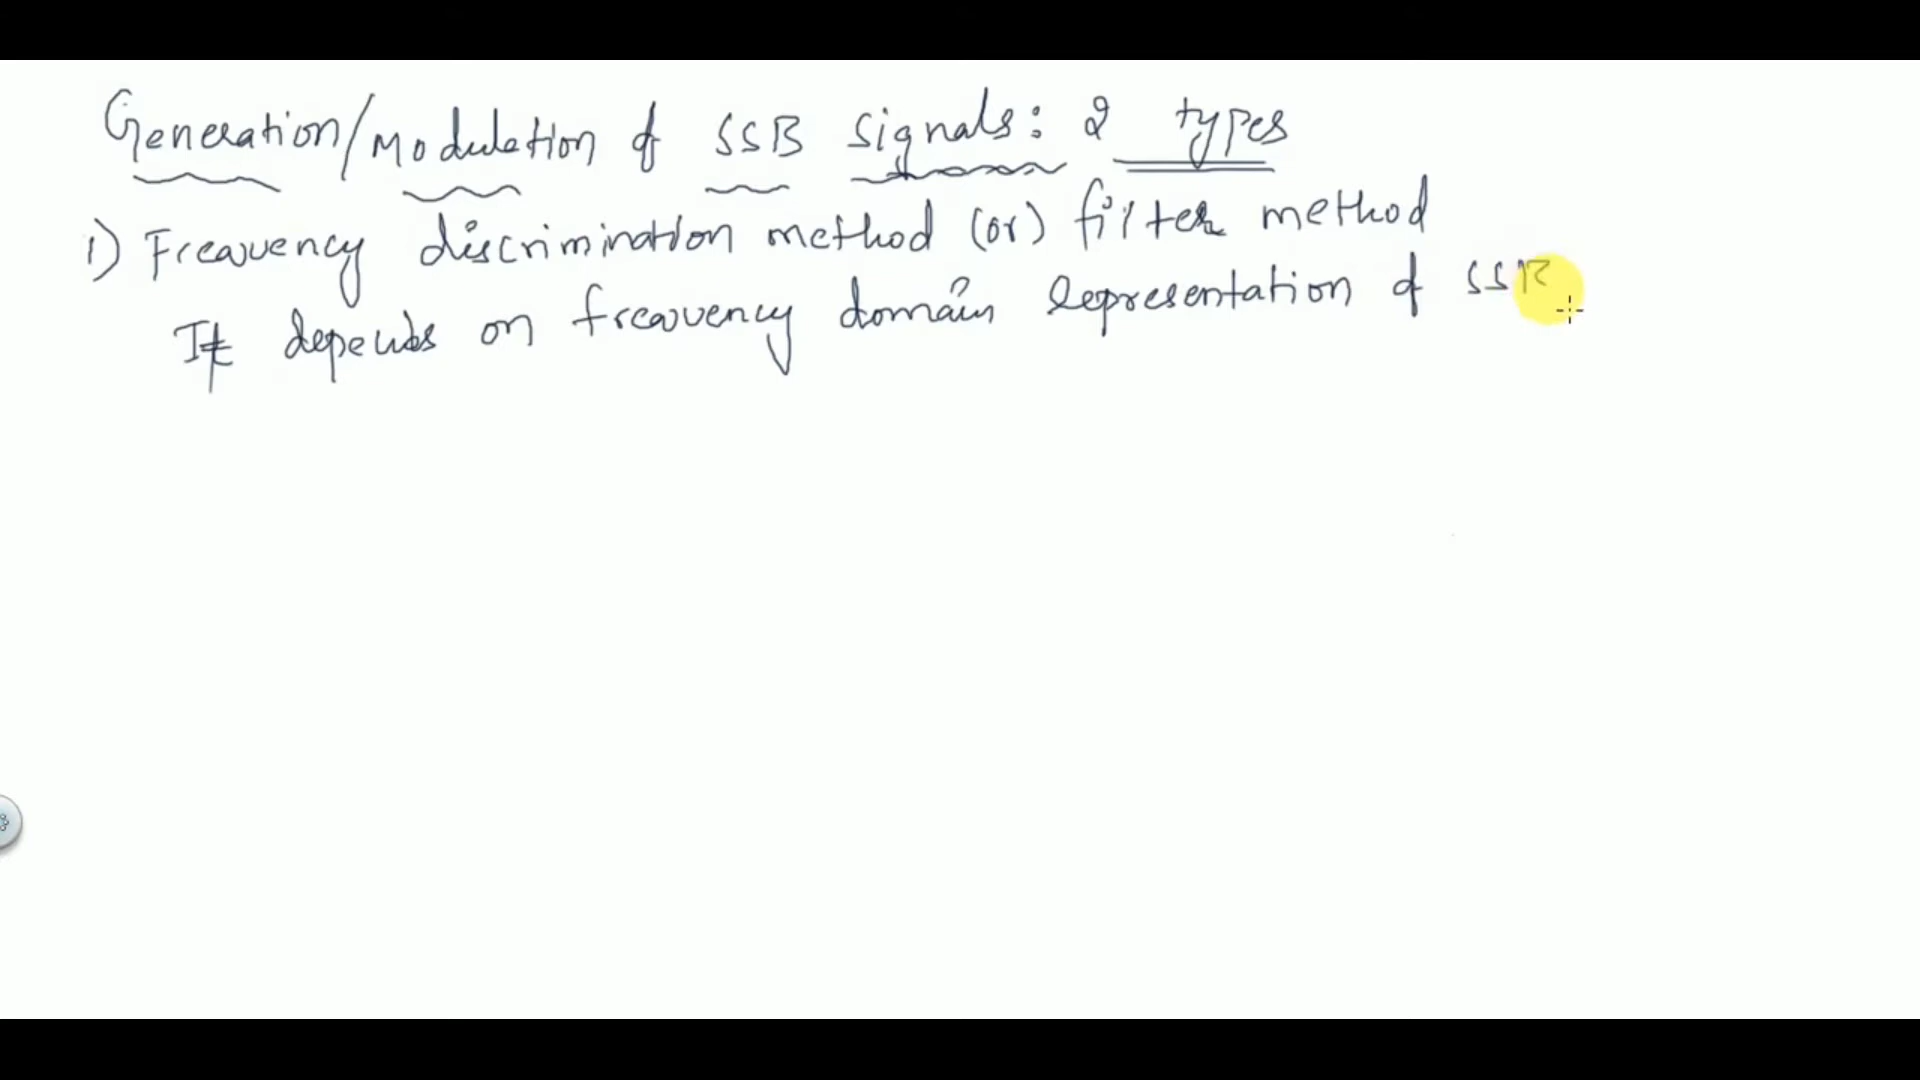 Generation/Modulation of SSB signals: 2 types
1) Frequency discrimination method (or) filter method
It depends on frequency domain representation of SSB